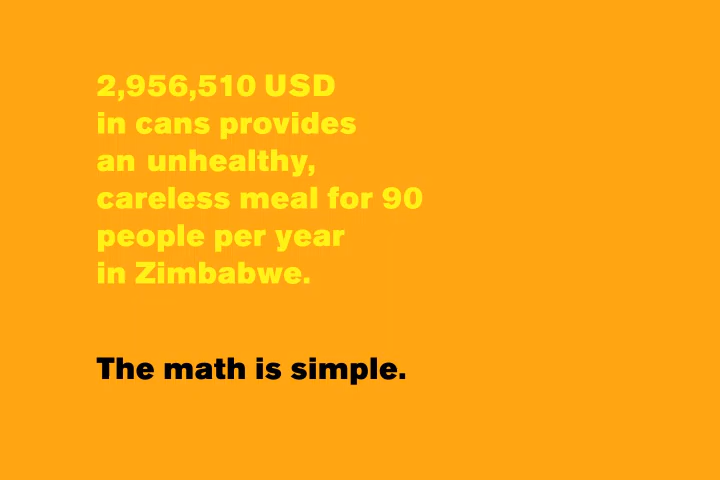 2,956,510 USD
in cans provides
an unhealthy,
careless meal for 90
people per year
in Zimbabwe.
The math is simple.